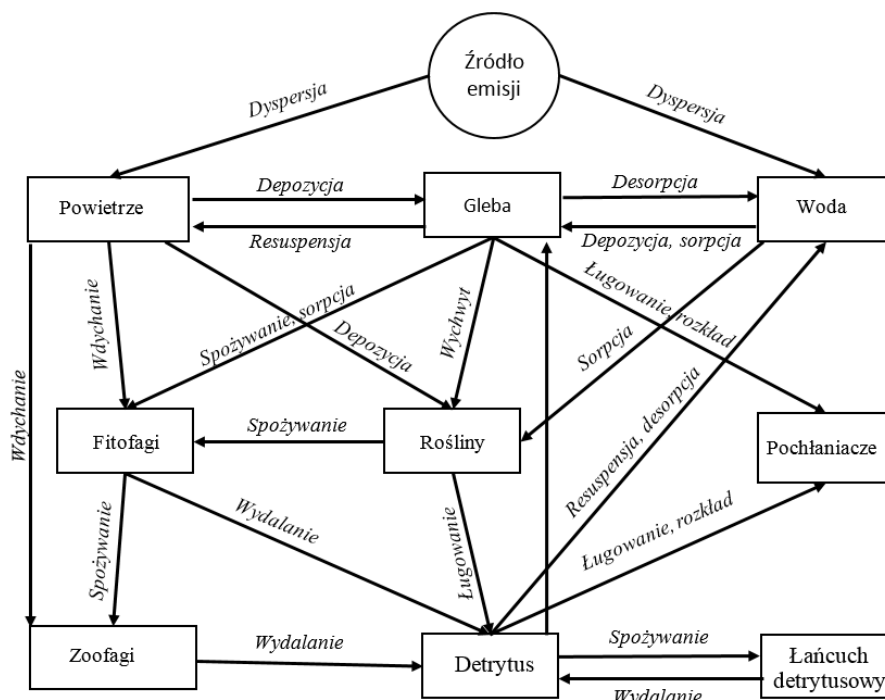 Źródło
emisji
Dyspersja
Dyspersja
Powietrze
Depozycja
Gleba
Desorpcja
Woda
Resuspensja
Depozycja, sorpcja
Wdychanie
Wdychanie
Spożywanie, sorpcja
Depozycja
Wychwyt
Sorpcja
Ługowanie, rozkład
Resuspensja, desorpcja
Fitofagi
Spożywanie
Rośliny
Pochłaniacze
Spożywanie
Wydalanie
Ługowanie
Ługowanie, rozkład
Zoofagi
Wydalanie
Detrytus
Spożywanie
Łańcuch
detrytusowy
Wydalanie